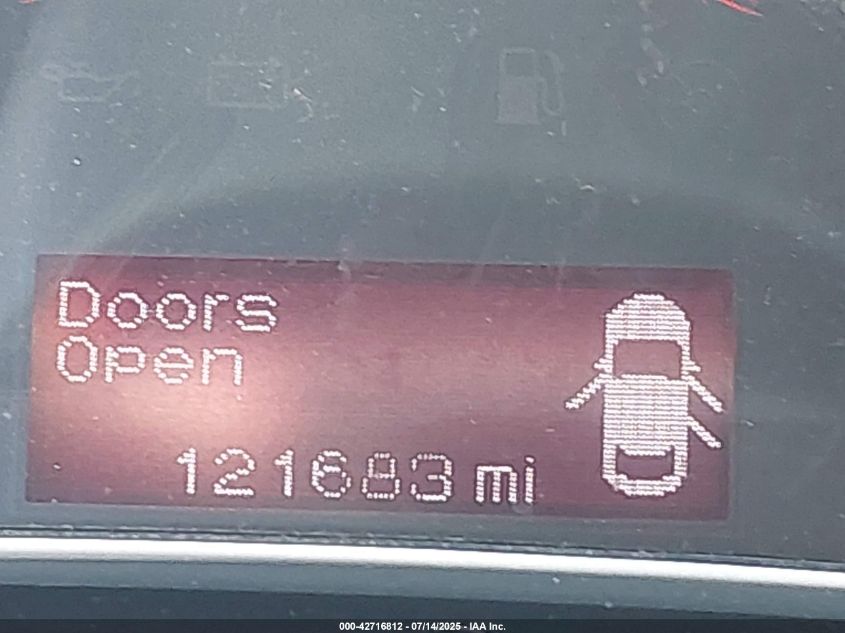 Doors
Open
121683 mi
000-42716812 - 07/14/2025 - IAA Inc.